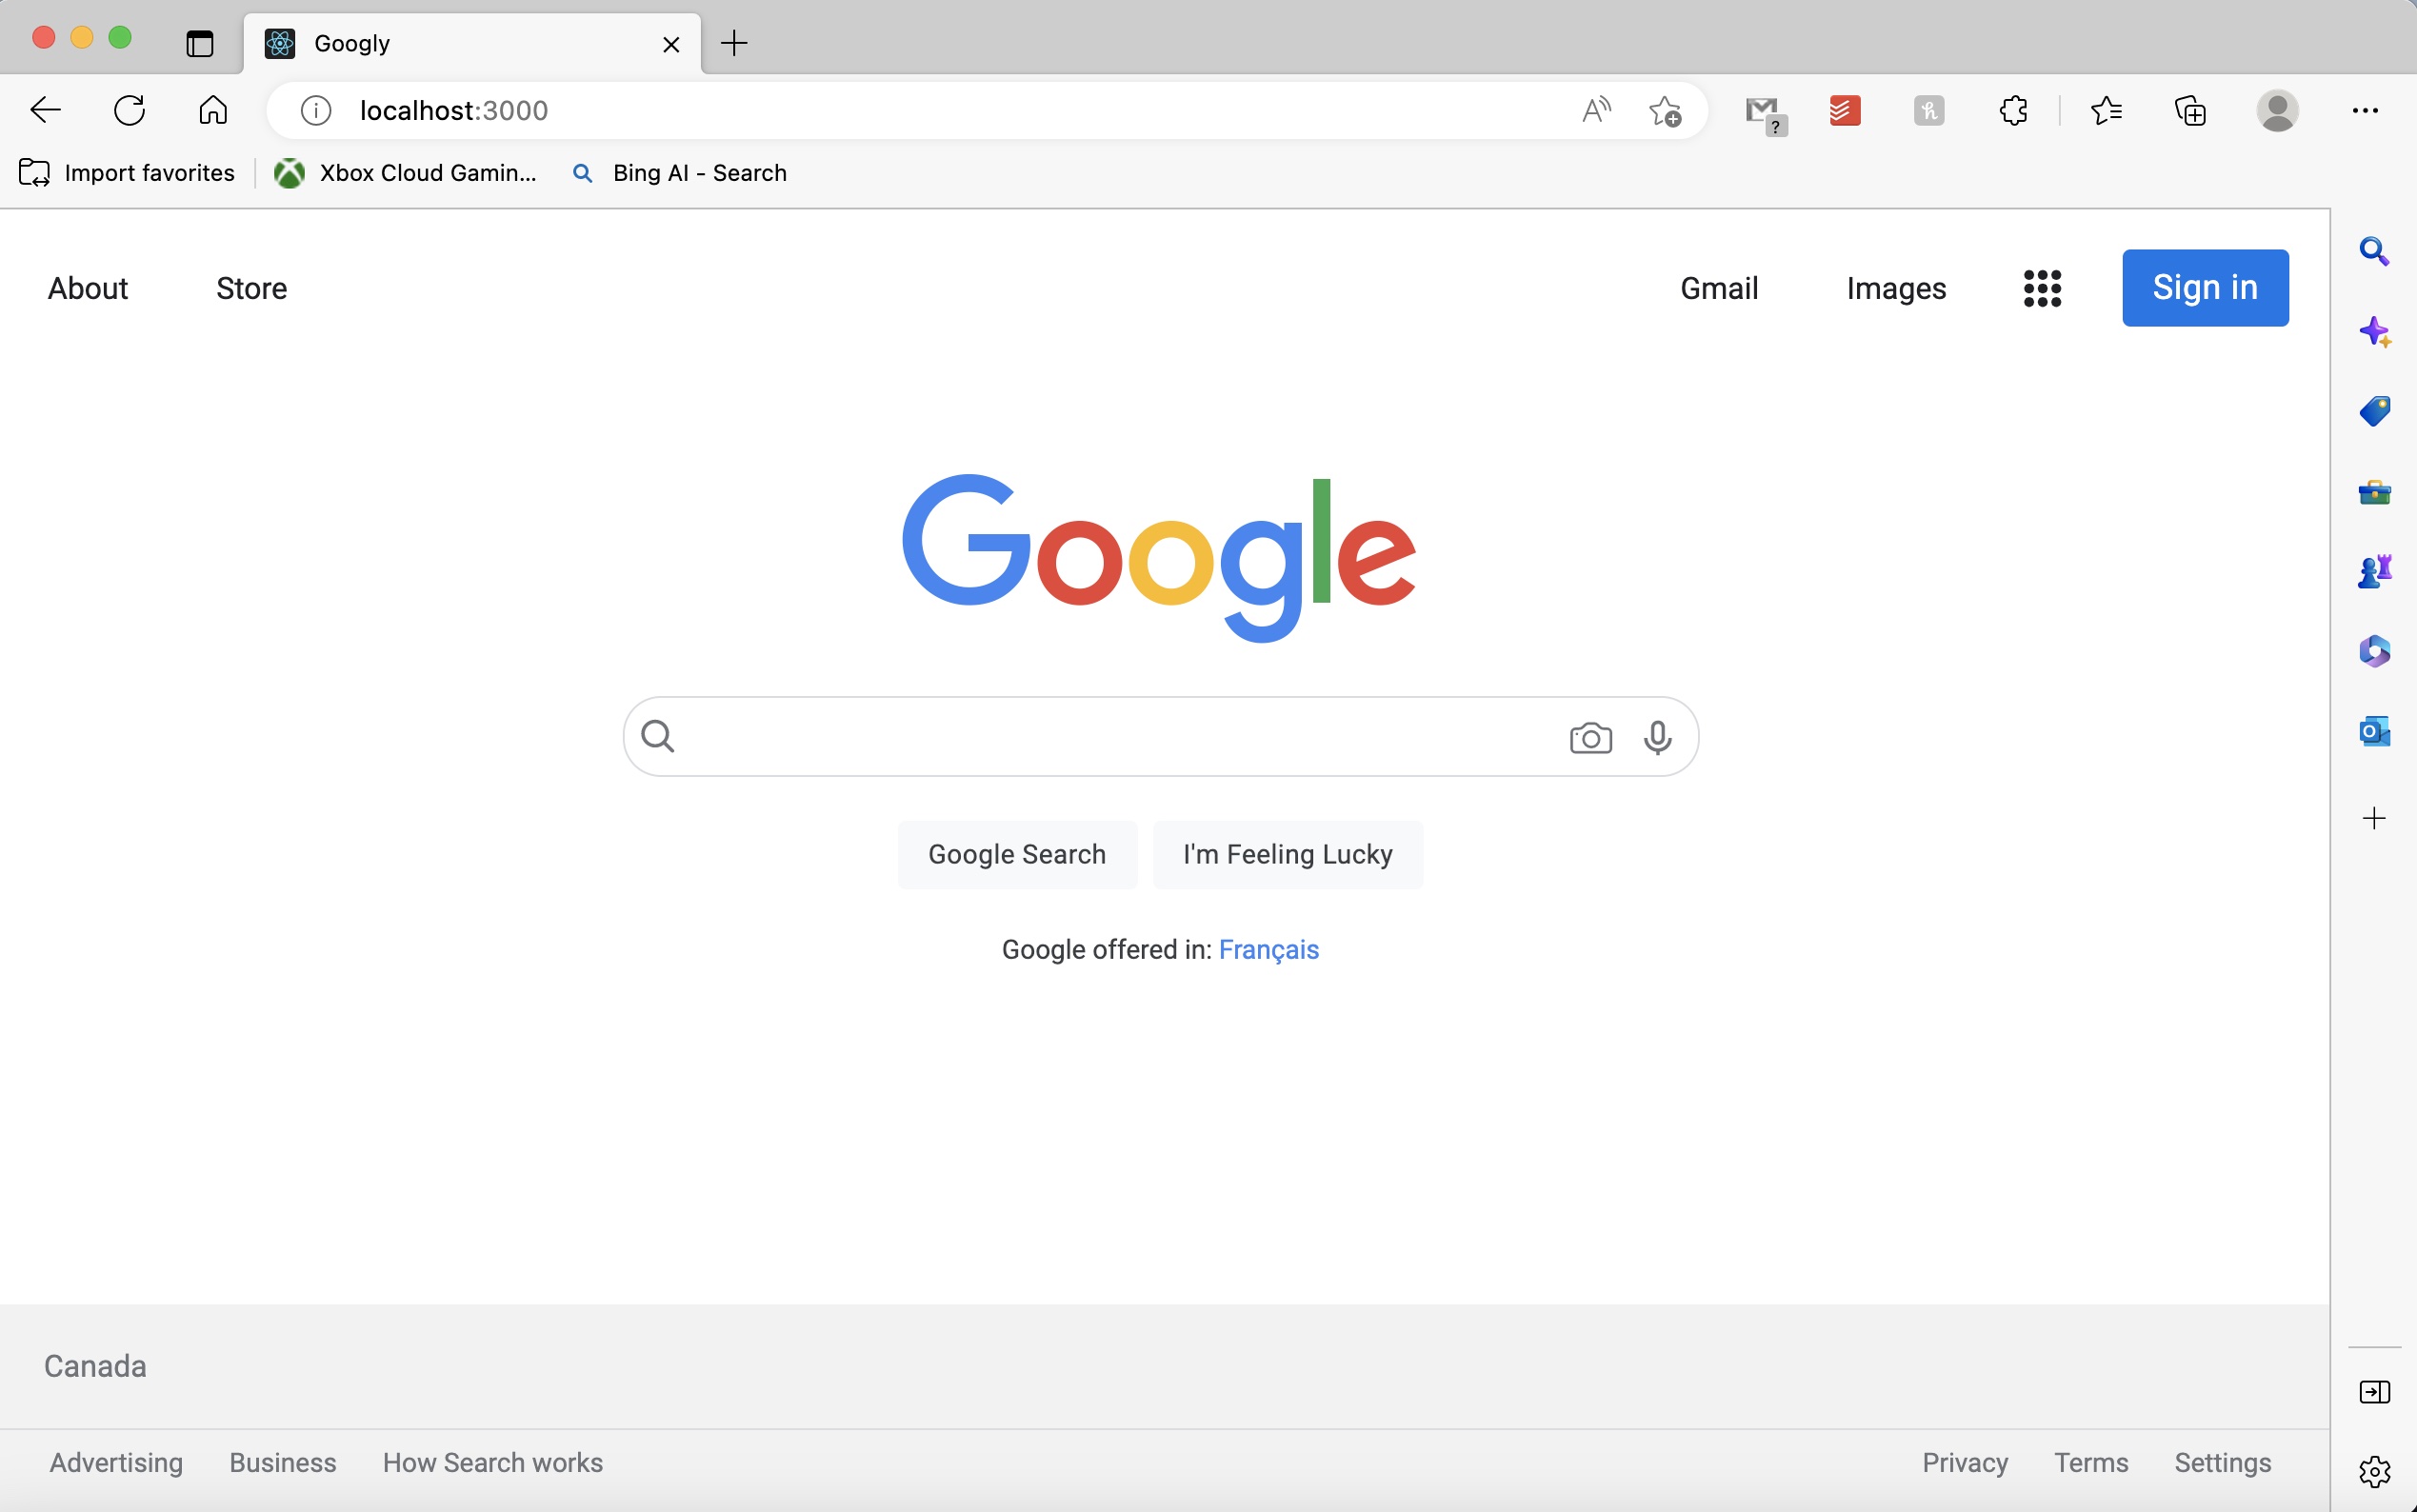 Googly
localhost:3000
Import favorites
Xbox Cloud Gamin...
Bing AI - Search
About
Store
Gmail
Images
Sign in
Google
Google Search
I'm Feeling Lucky
Google offered in: Français
Canada
Advertising
Business
How Search works
Privacy
Terms
Settings